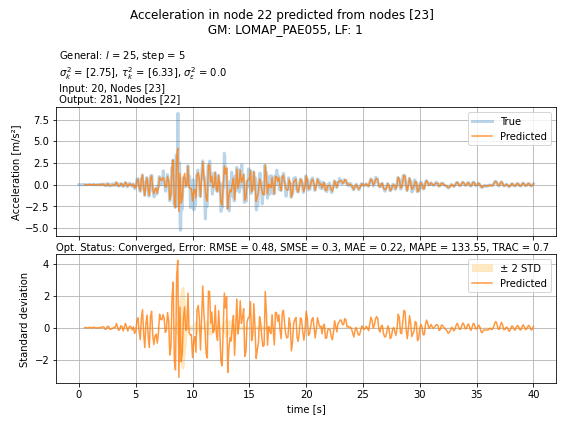 Acceleration in node 22 predicted from nodes [23]
GM: LOMAP_PAE055, LF: 1
General: l = 25, step = 5
σ²ₖ = [2.75], τ²ₖ = [6.33], σ²ₑ = 0.0
Input: 20, Nodes [23]
Output: 281, Nodes [22]
Acceleration [m/s²]
7.5
5.0
2.5
0.0
−2.5
−5.0
True
Predicted
Opt. Status: Converged, Error: RMSE = 0.48, SMSE = 0.3, MAE = 0.22, MAPE = 133.55, TRAC = 0.7
Standard deviation
4
2
0
−2
± 2 STD
Predicted
0 5 10 15 20 25 30 35 40
time [s]